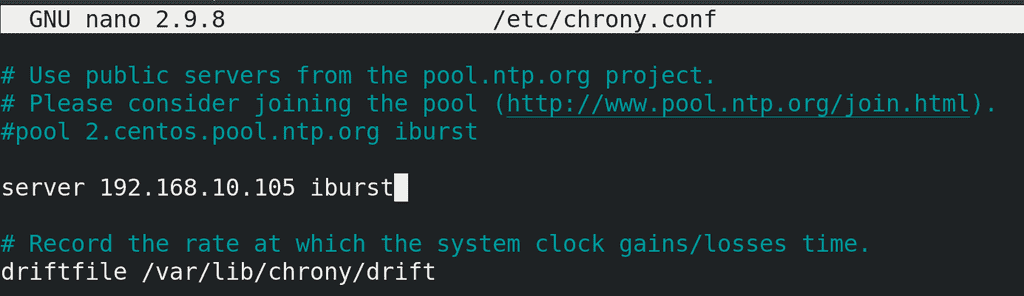 GNU nano 2.9.8 /etc/chrony.conf
# Use public servers from the pool.ntp.org project.
# Please consider joining the pool (http://www.pool.ntp.org/join.html).
#pool 2.centos.pool.ntp.org iburst
server 192.168.10.105 iburst
# Record the rate at which the system clock gains/losses time.
driftfile /var/lib/chrony/drift